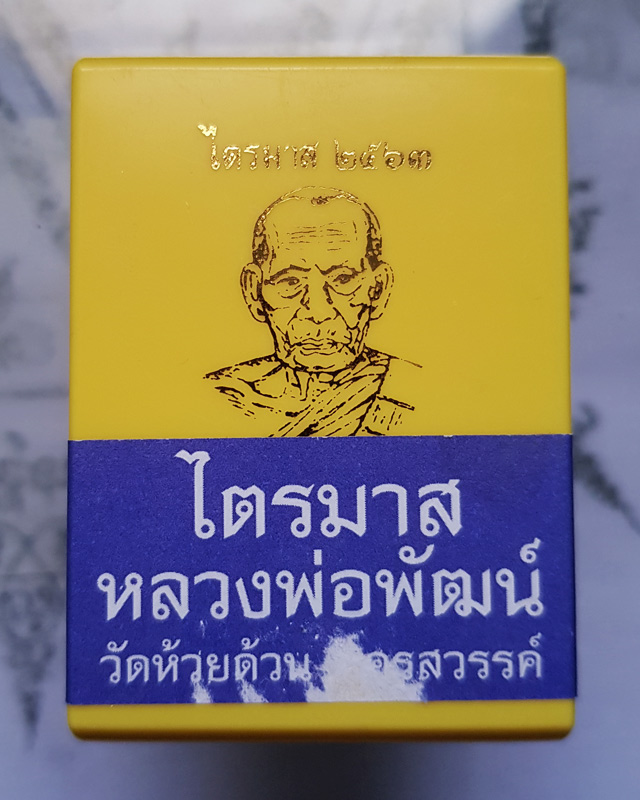 ไตรมาส ๒๕๖๓
ไตรมาส
หลวงพ่อพัฒน์
วัดห้วยด้วน